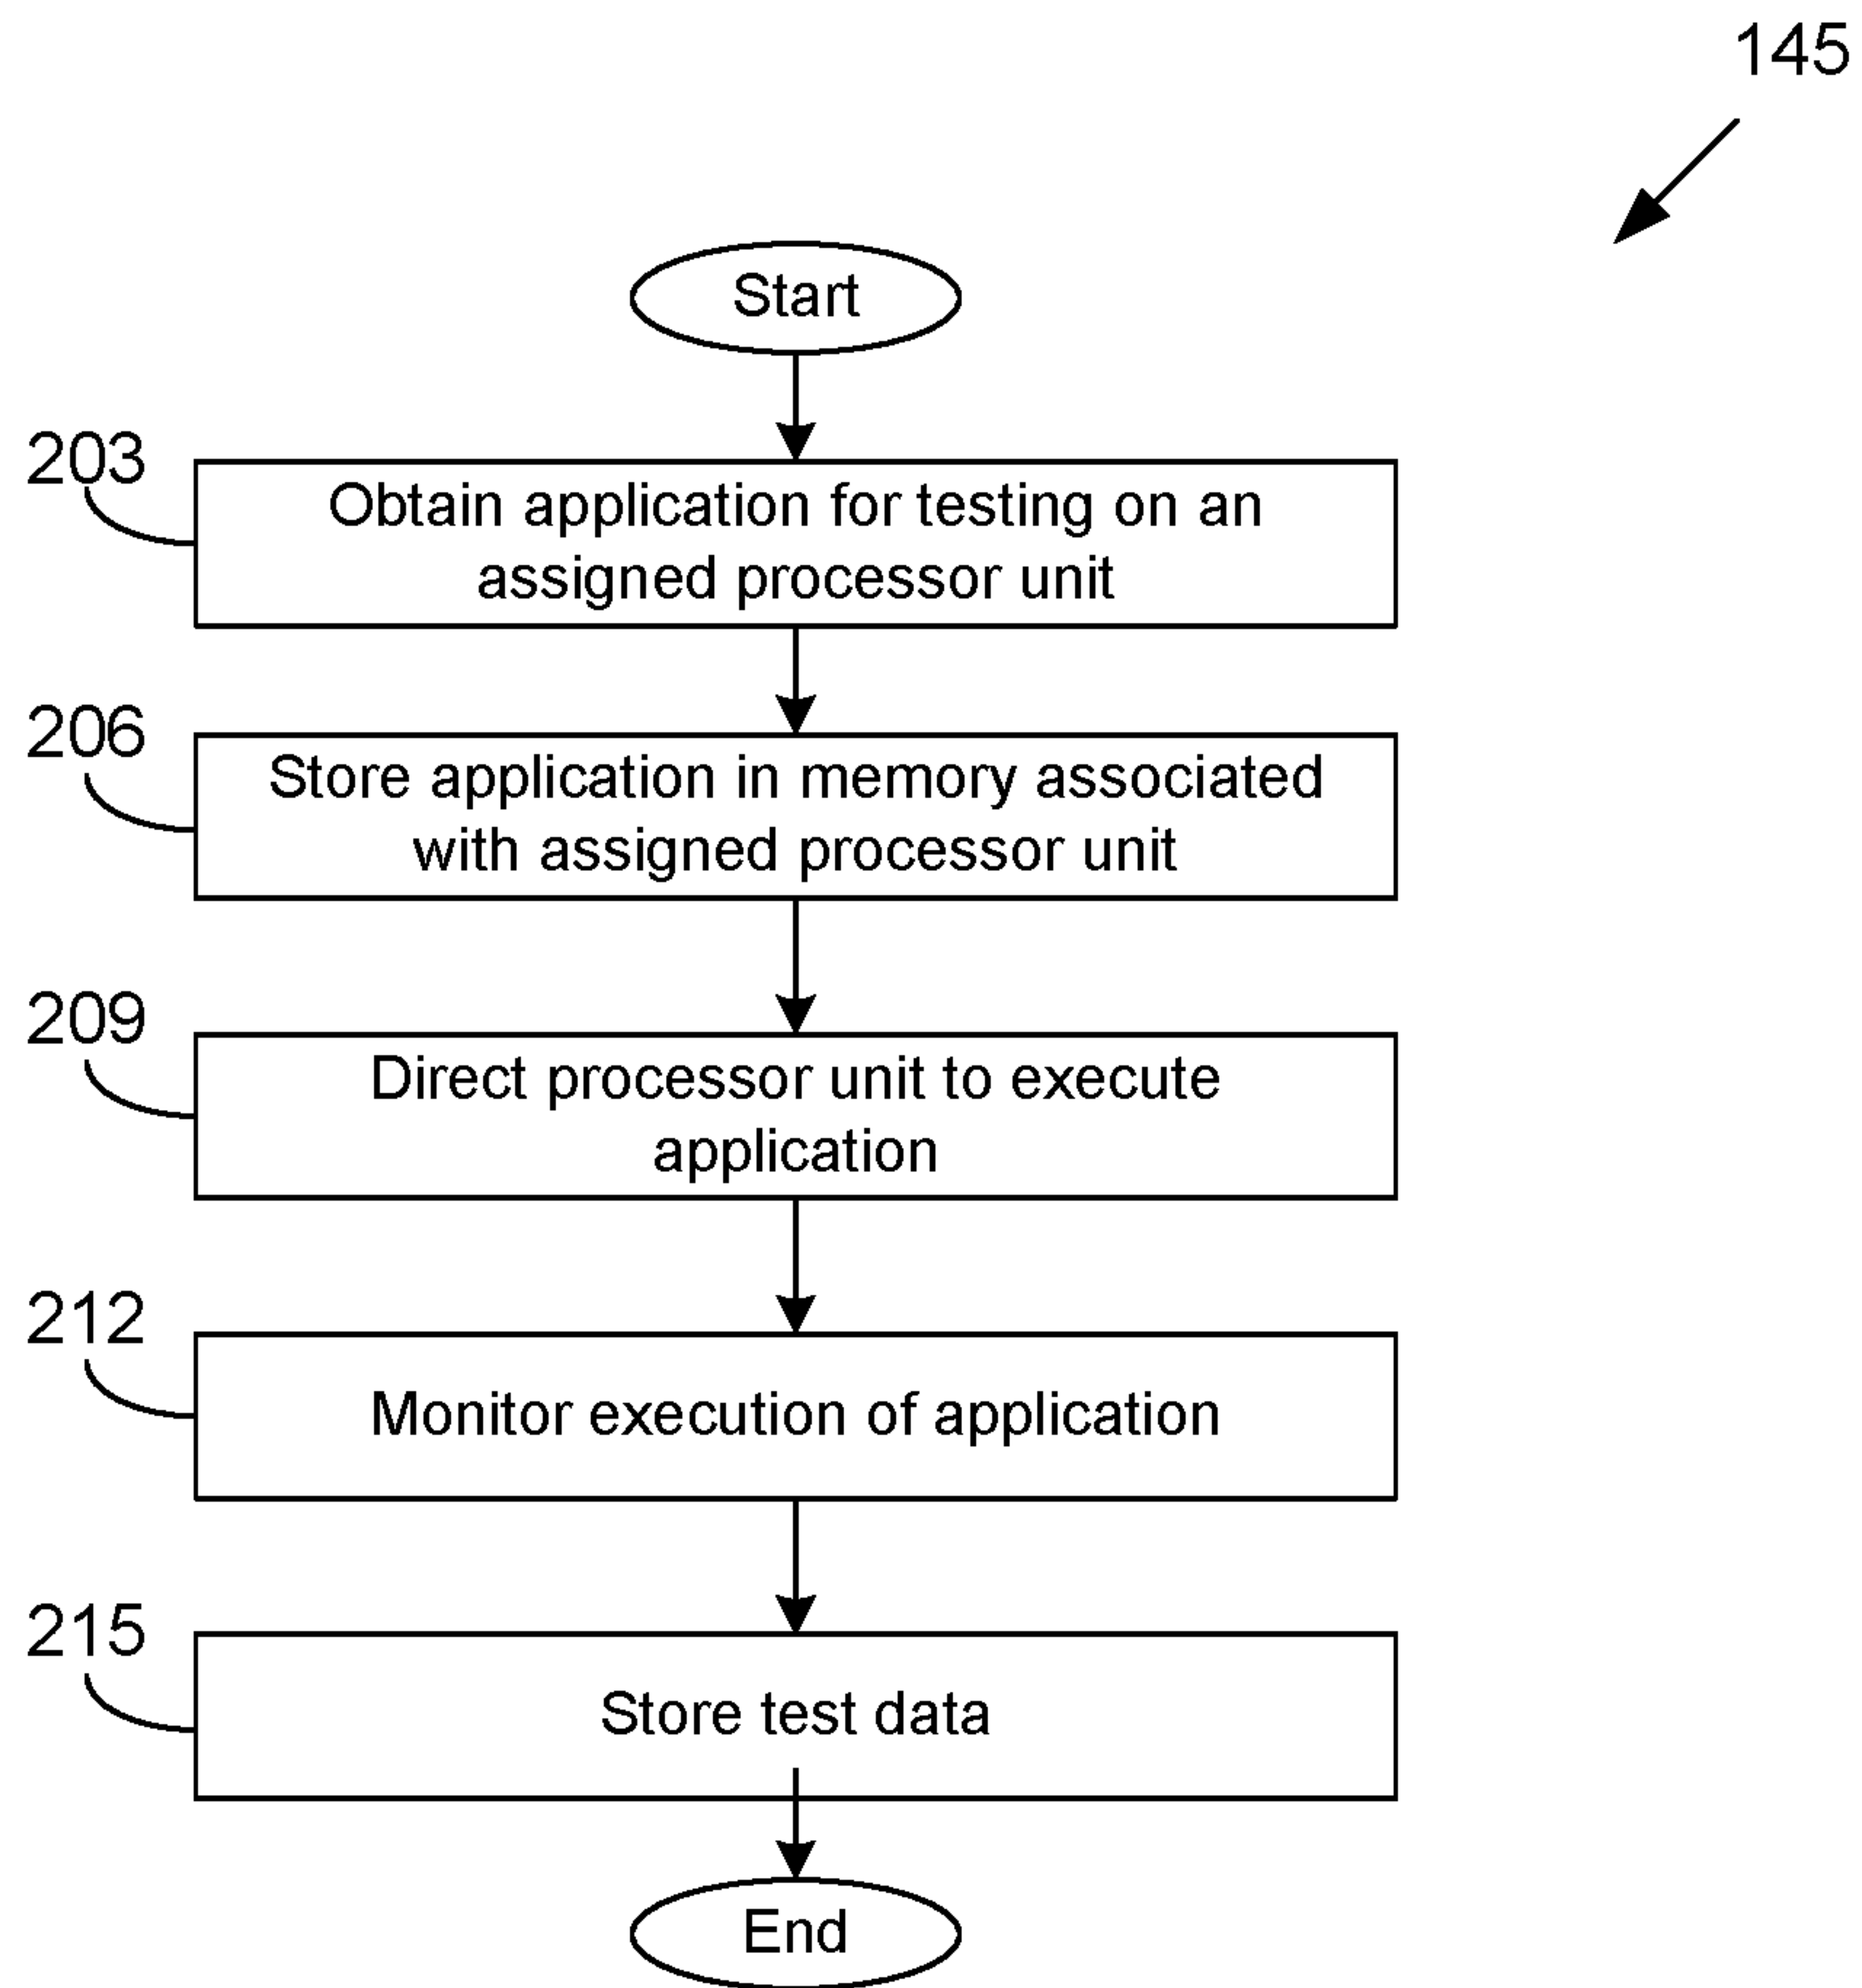 145
Start
203
Obtain application for testing on an
assigned processor unit
206
Store application in memory associated
with assigned processor unit
209
Direct processor unit to execute
application
212
Monitor execution of application
215
Store test data
End